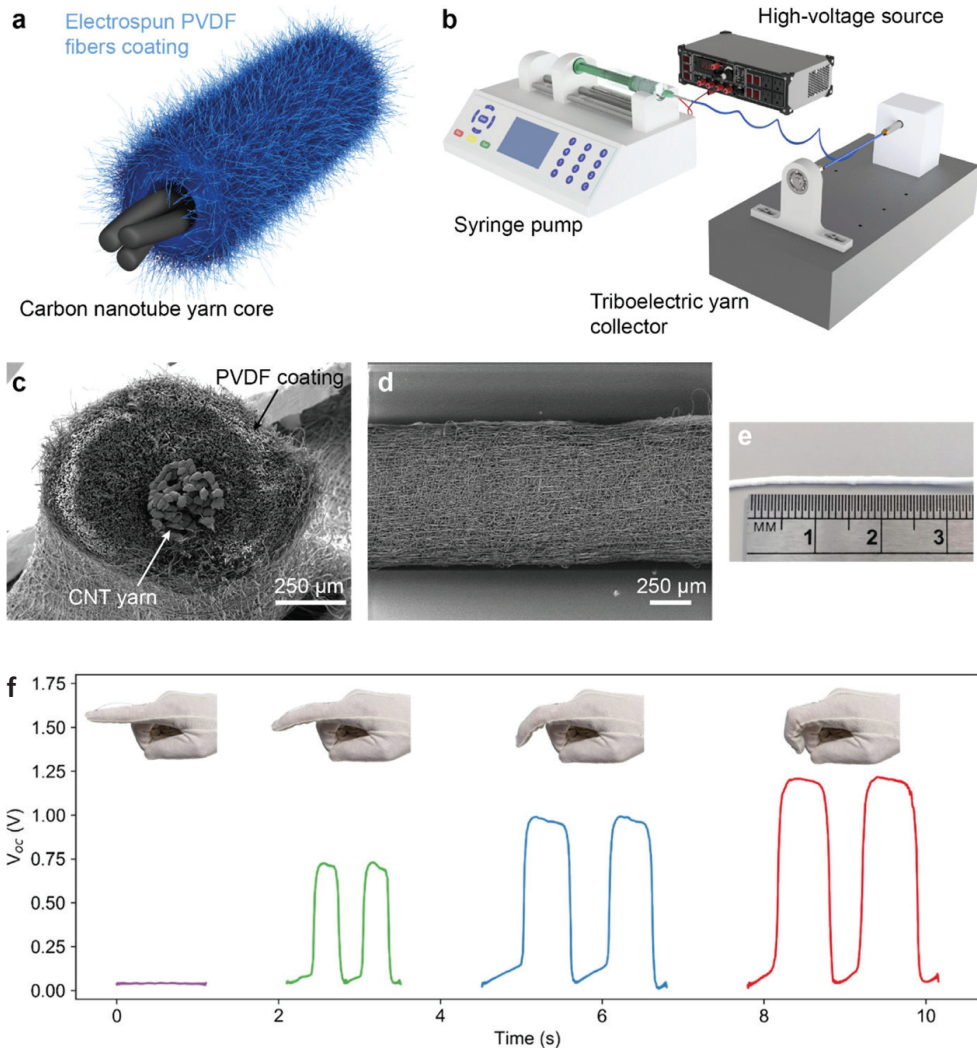 a
Electrospun PVDF
fibers coating
Carbon nanotube yarn core
b
High-voltage source
Syringe pump
Triboelectric yarn
collector
c
PVDF coating
CNT yarn
250 µm
d
250 µm
e
MM 1 2 3
f
1.75
1.50
1.25
1.00
0.75
0.50
0.25
0.00
V_oc (V)
0 2 4 6 8 10
Time (s)